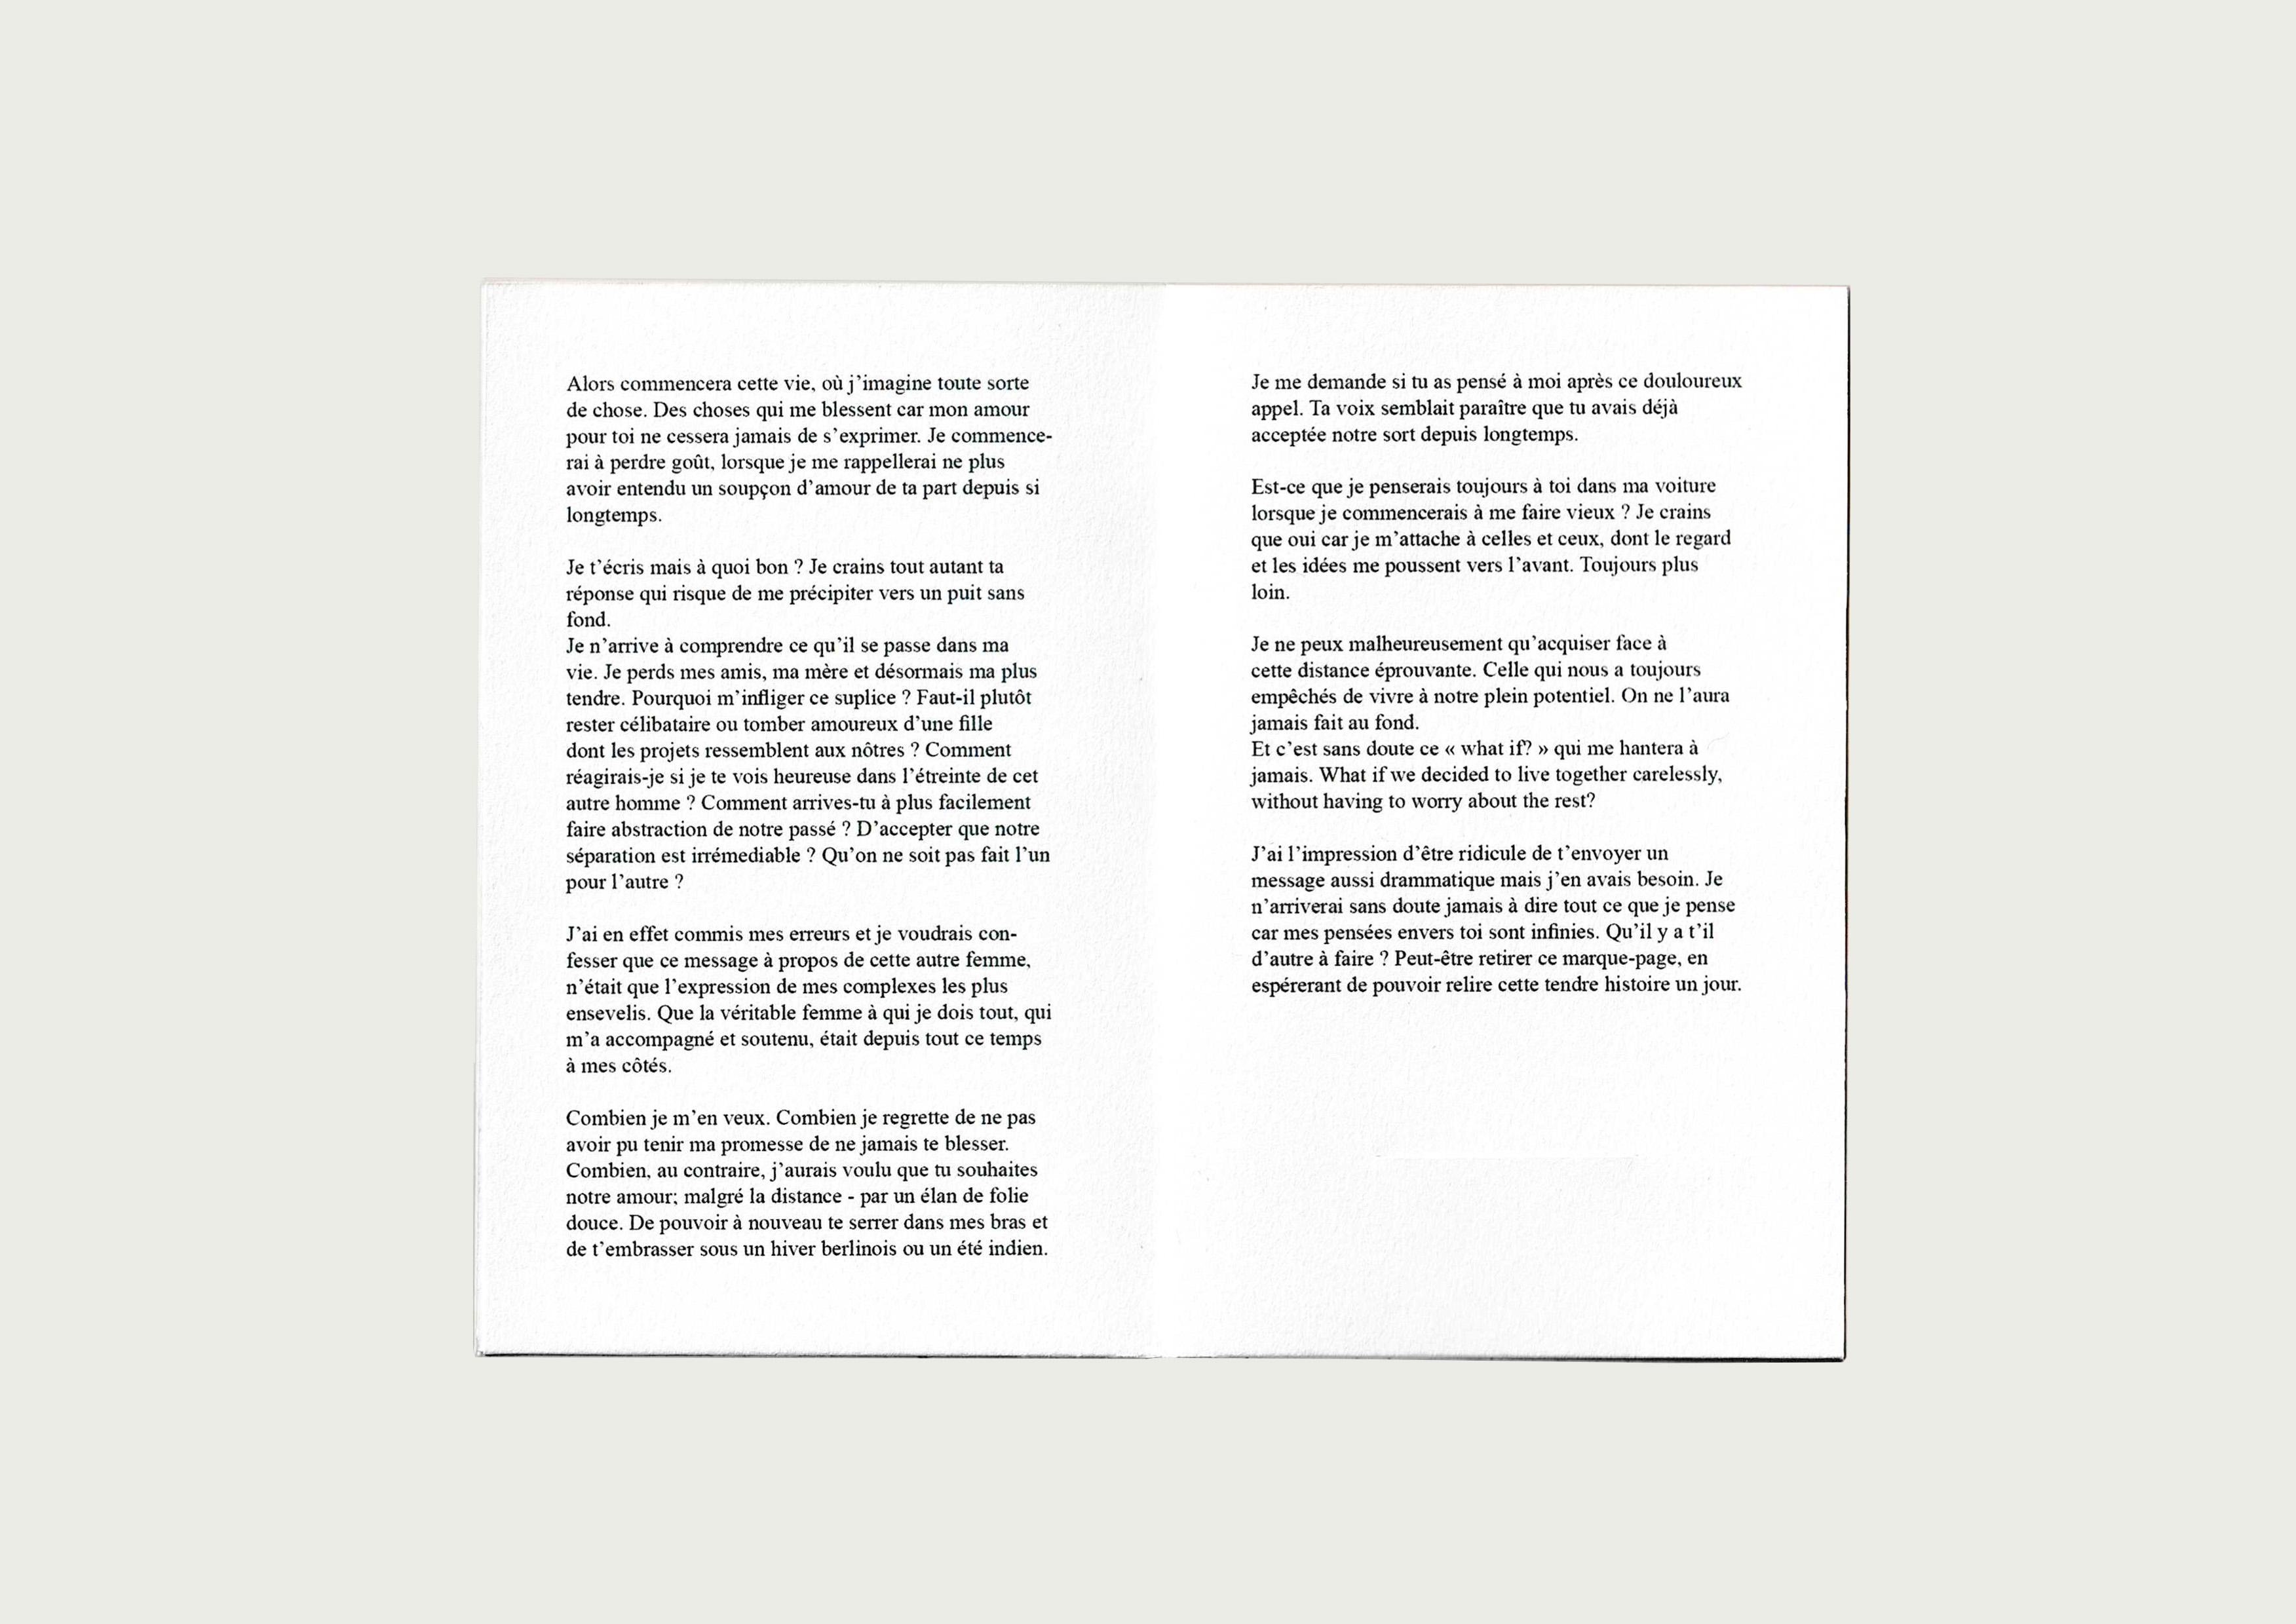 Alors commencera cette vie, où j’imagine toute sorte
de chose. Des choses qui me blessent car mon amour
pour toi ne cessera jamais de s’exprimer. Je commence-
rai à perdre goût, lorsque je me rappellerai ne plus
avoir entendu un soupçon d’amour de ta part depuis si
longtemps.

Je t’écris mais à quoi bon ? Je crains tout autant ta
réponse qui risque de me précipiter vers un puit sans
fond.
Je n’arrive à comprendre ce qu’il se passe dans ma
vie. Je perds mes amis, ma mère et désormais ma plus
tendre. Pourquoi m’infliger ce suplice ? Faut-il plutôt
rester célibataire ou tomber amoureux d’une fille
dont les projets ressemblent aux nôtres ? Comment
réagirais-je si je te vois heureuse dans l’étreinte de cet
autre homme ? Comment arrives-tu à plus facilement
faire abstraction de notre passé ? D’accepter que notre
séparation est irrémediable ? Qu’on ne soit pas fait l’un
pour l’autre ?

J’ai en effet commis mes erreurs et je voudrais con-
fesser que ce message à propos de cette autre femme,
n’était que l’expression de mes complexes les plus
ensevelis. Que la véritable femme à qui je dois tout, qui
m’a accompagné et soutenu, était depuis tout ce temps
à mes côtés.

Combien je m’en veux. Combien je regrette de ne pas
avoir pu tenir ma promesse de ne jamais te blesser.
Combien, au contraire, j’aurais voulu que tu souhaites
notre amour; malgré la distance - par un élan de folie
douce. De pouvoir à nouveau te serrer dans mes bras et
de t’embrasser sous un hiver berlinois ou un été indien.

Je me demande si tu as pensé à moi après ce douloureux
appel. Ta voix semblait paraître que tu avais déjà
acceptée notre sort depuis longtemps.

Est-ce que je penserais toujours à toi dans ma voiture
lorsque je commencerais à me faire vieux ? Je crains
que oui car je m’attache à celles et ceux, dont le regard
et les idées me poussent vers l’avant. Toujours plus
loin.

Je ne peux malheureusement qu’acquiser face à
cette distance éprouvante. Celle qui nous a toujours
empêchés de vivre à notre plein potentiel. On ne l’aura
jamais fait au fond.
Et c’est sans doute ce « what if? » qui me hantera à
jamais. What if we decided to live together carelessly,
without having to worry about the rest?

J’ai l’impression d’être ridicule de t’envoyer un
message aussi drammatique mais j’en avais besoin. Je
n’arriverai sans doute jamais à dire tout ce que je pense
car mes pensées envers toi sont infinies. Qu’il y a t’il
d’autre à faire ? Peut-être retirer ce marque-page, en
espérerant de pouvoir relire cette tendre histoire un jour.